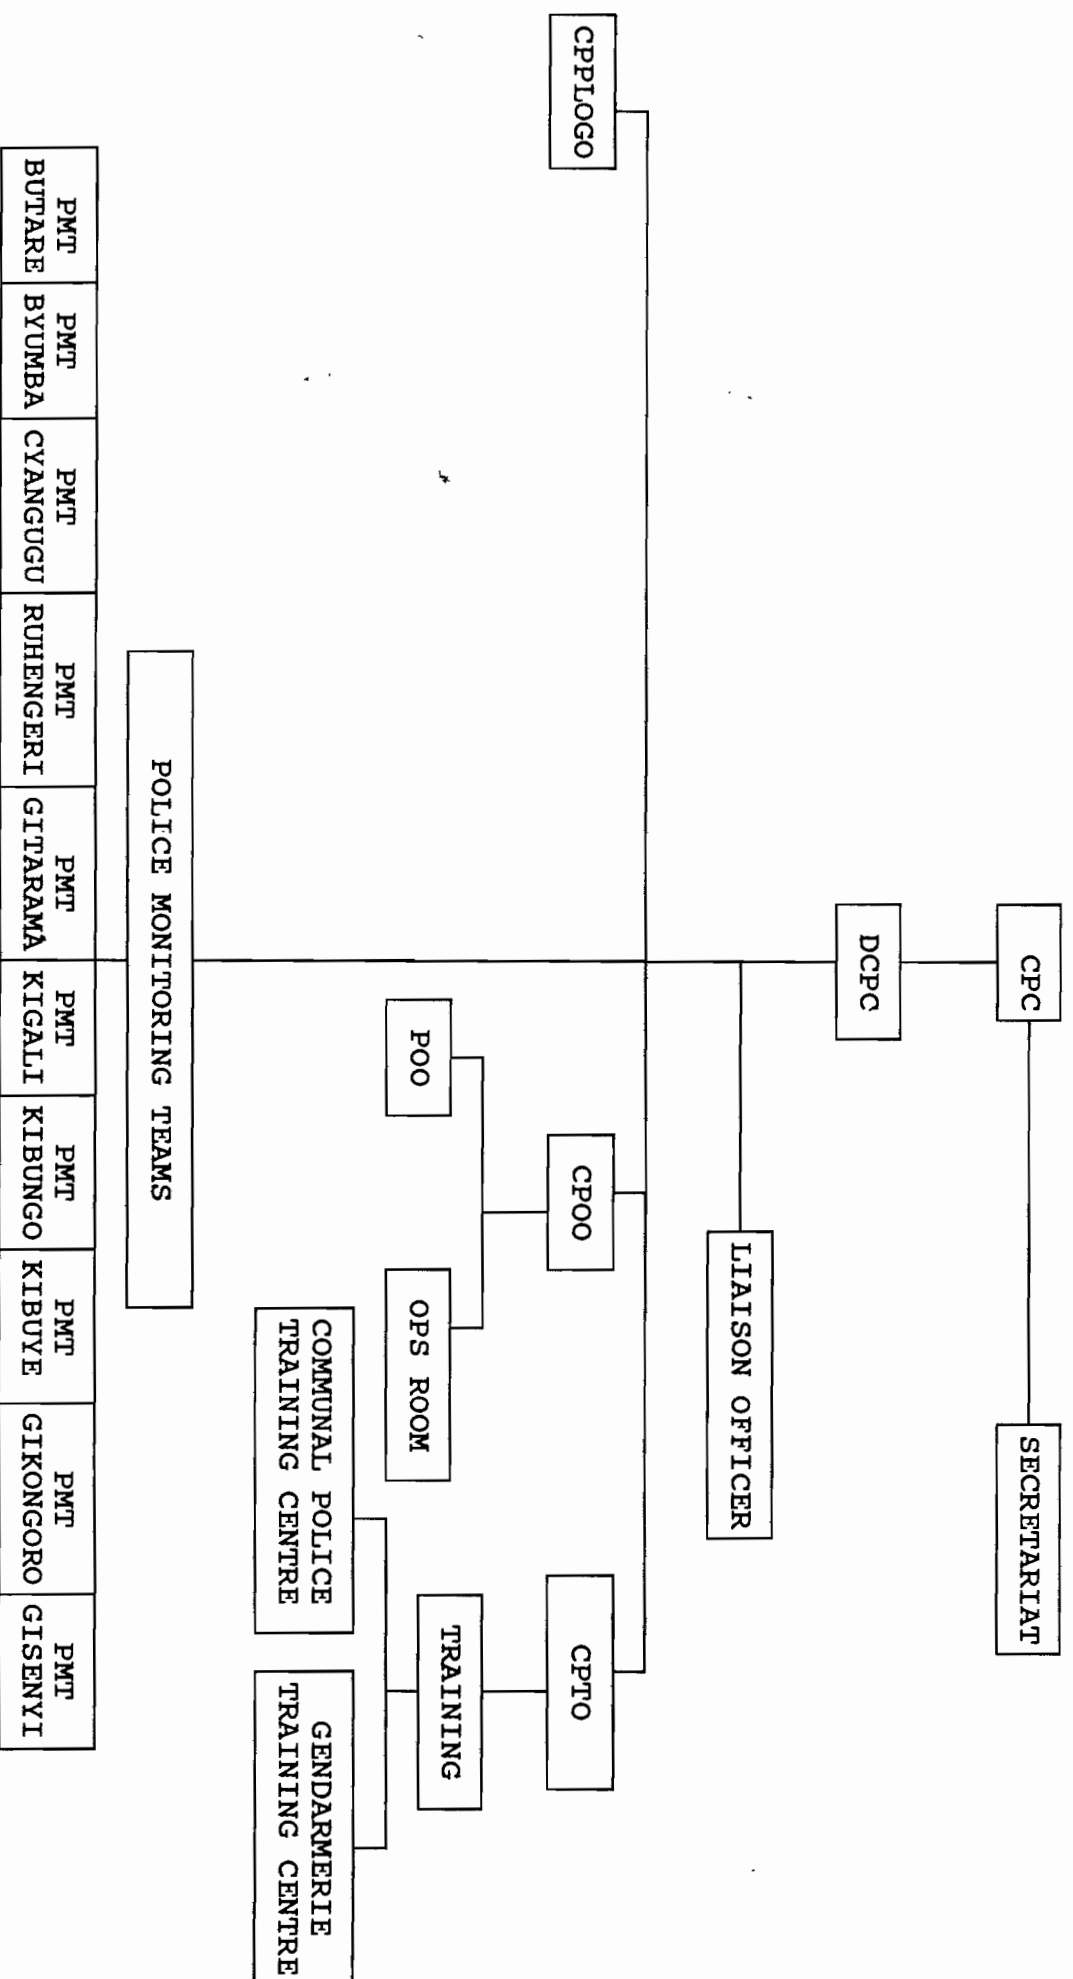 CPC
SECRETARIAT
DCPC
LIAISON OFFICER
CPPLOGO
CPOO
CPTO
POO
OPS ROOM
TRAINING
COMMUNAL POLICE
TRAINING CENTRE
GENDARMERIE
TRAINING CENTRE
POLICE MONITORING TEAMS
PMT
BUTARE
PMT
BYUMBA
PMT
CYANGUGU
PMT
RUHENGERI
PMT
GITARAMA
PMT
KIGALI
PMT
KIBUNGO
PMT
KIBUYE
PMT
GIKONGORO
PMT
GISENYI